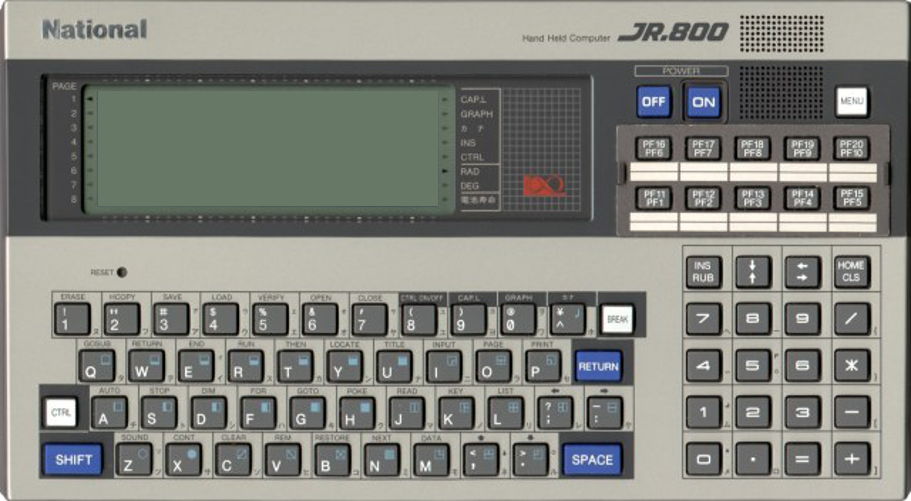 National
Hand Held Computer JR.800
POWER
OFF ON MENU
PAGE
1 CAP.L
2 GRAPH
3 カナ
4 INS
5 CTRL
6 RAD
7 DEG
8 電池寿命
PF16 PF17 PF18 PF19 PF20
PF6 PF7 PF8 PF9 PF10
PF11 PF12 PF13 PF14 PF15
PF1 PF2 PF3 PF4 PF5
RESET
ERASE HCOPY SAVE LOAD VERIFY OPEN CLOSE CTRL ON/OFF CAP.L GRAPH カナ
! " # $ % & ' ( ) @ ¥
1 2 3 4 5 6 7 8 9 0 ^ BREAK
GOSUB RETURN END RUN THEN LOCATE TITLE INPUT PAGE PRINT
Q W E R T Y U I O P RETURN
AUTO STOP DIM FOR GOTO POKE READ KEY LIST ← →
CTRL A S D F G H J K L ? ; :
SOUND CONT CLEAR REM RESTORE NEXT DATA
SHIFT Z X C V B N M < , > . SPACE
INS ↓ ← HOME
RUB ↑ → CLS
7 8 9 /
4 5 6 *
1 2 3 −
0 . = +